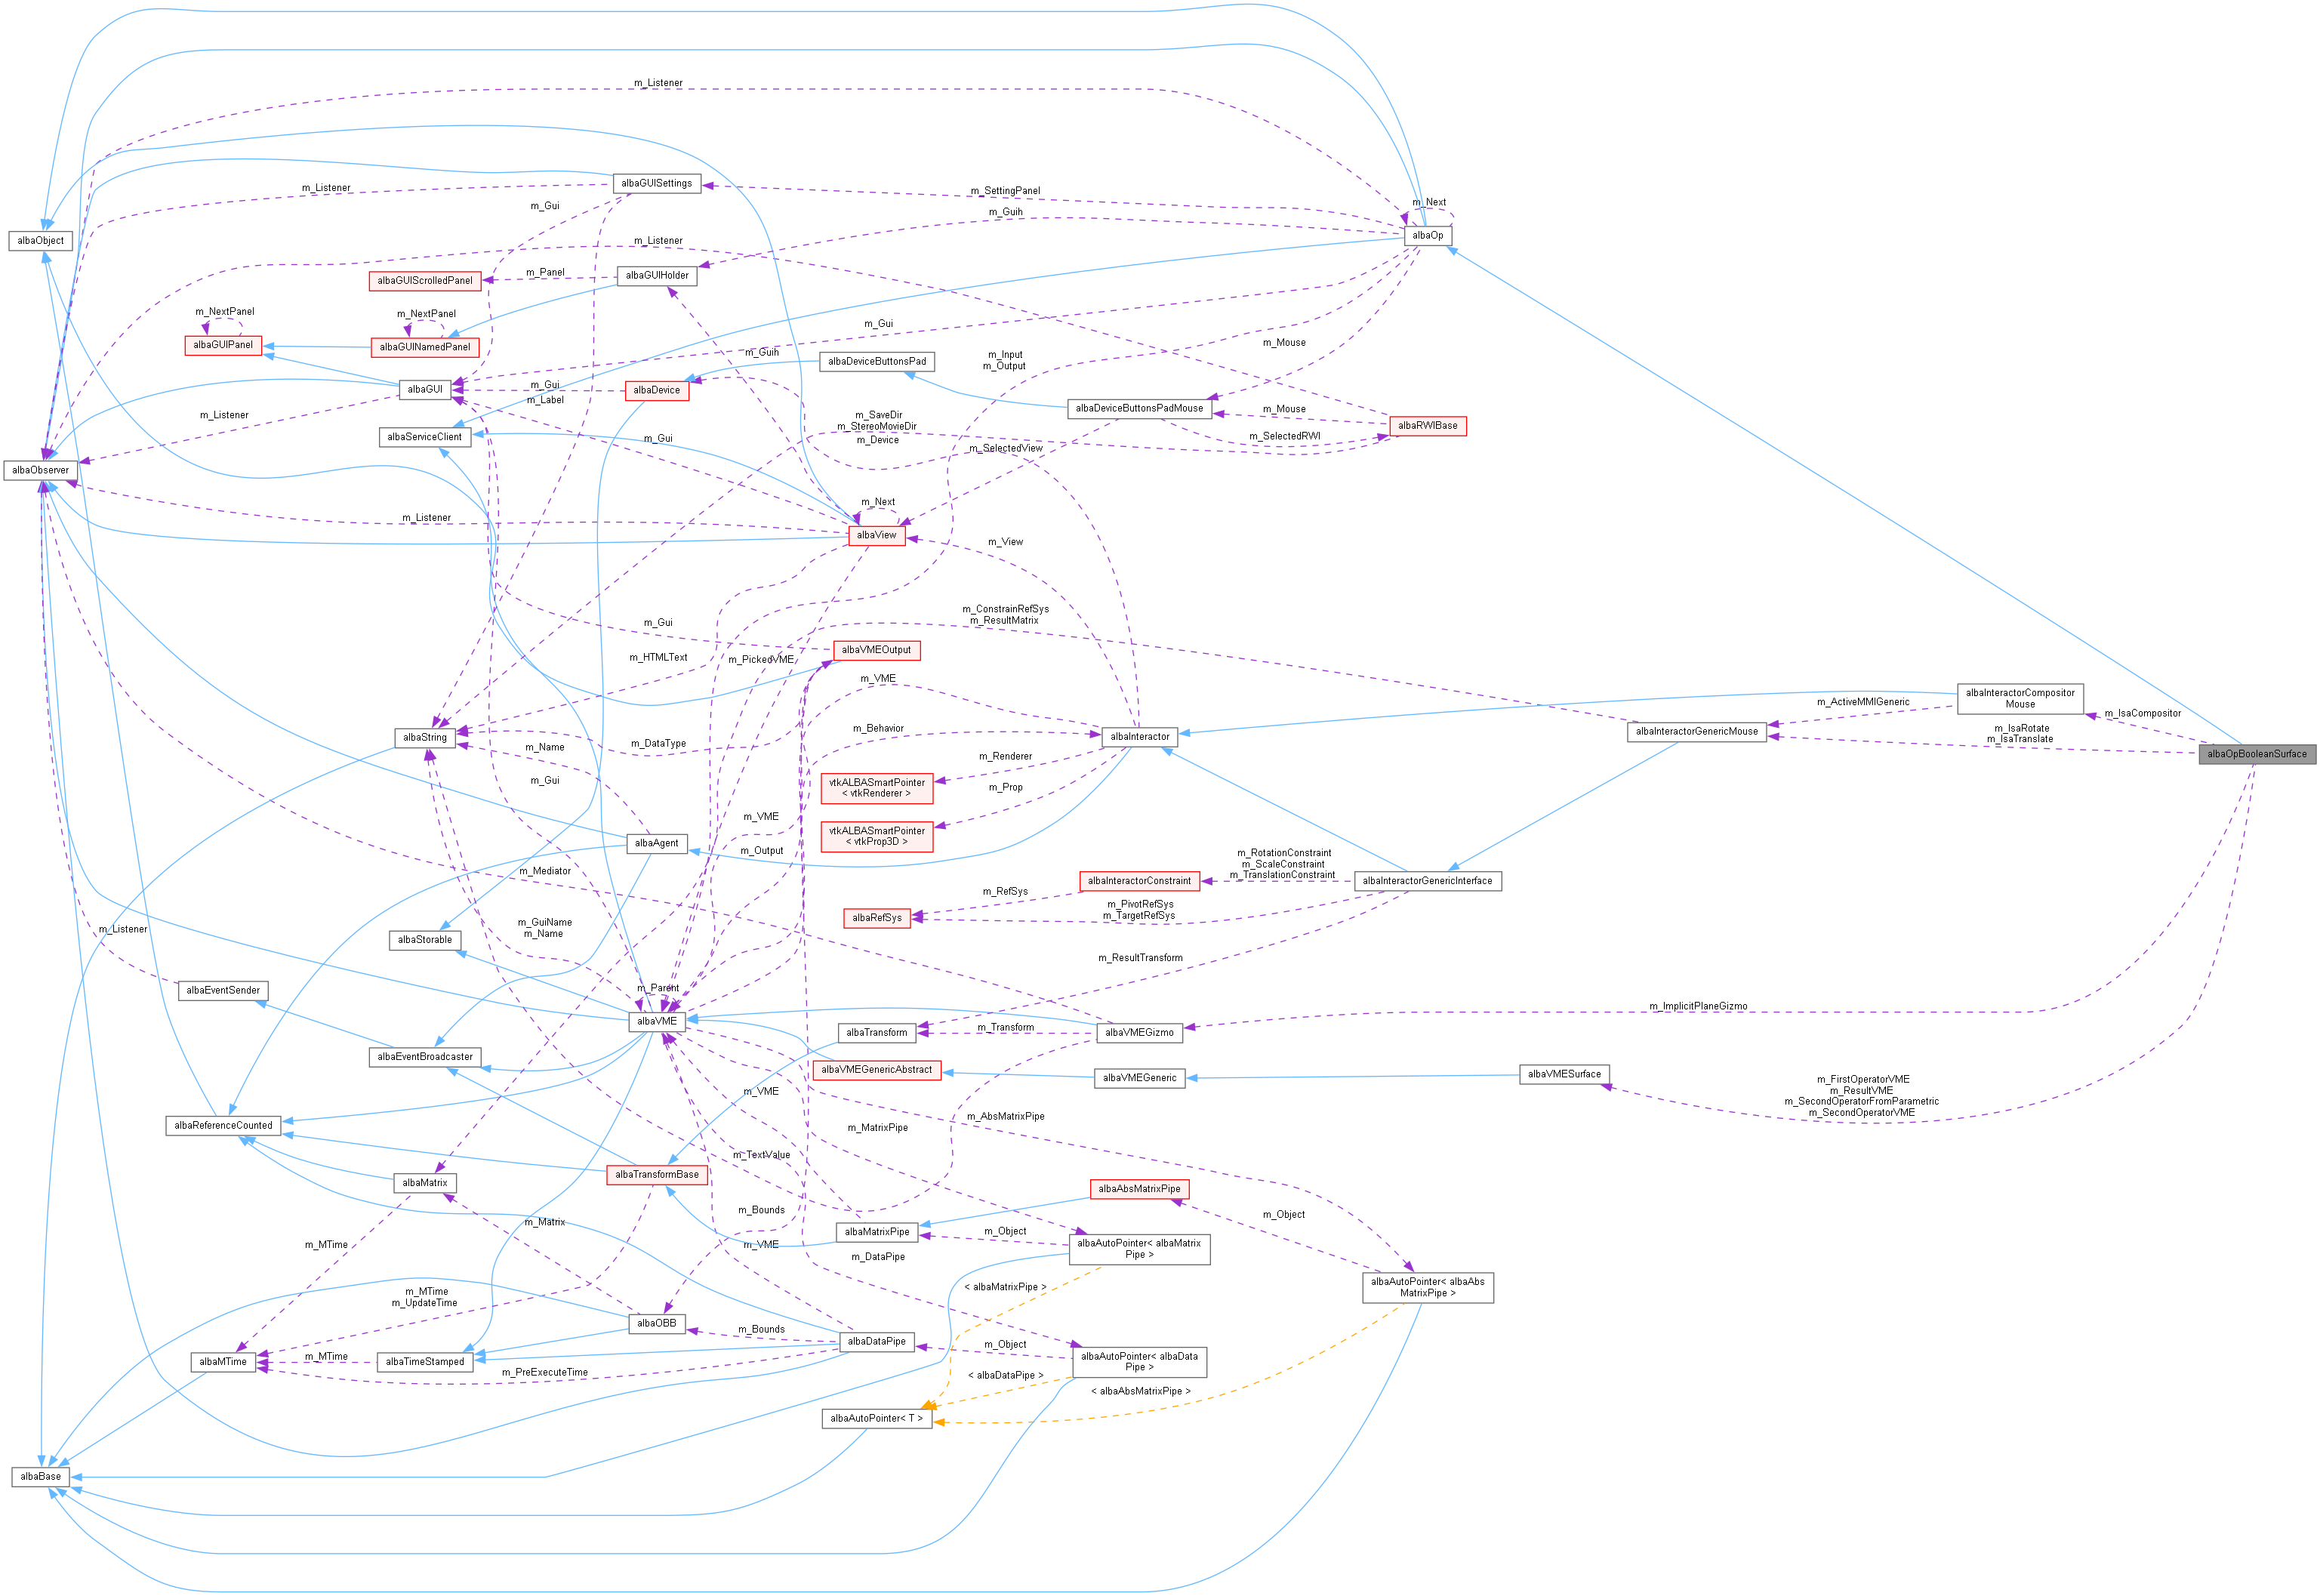 m_Listener
m_Listener
albaGUISettings
m_SettingPanel
m_Next
m_Gui
m_Guih
albaObject
albaOp
m_Listener
albaGUIScrolledPanel
m_Panel
albaGUIHolder
m_NextPanel
m_NextPanel
albaGUIPanel
albaGUINamedPanel
m_Gui
m_Guih
albaDeviceButtonsPad
m_Input
m_Output
m_Mouse
albaGUI
m_Gui
albaDevice
m_Label
m_Listener
albaServiceClient
m_Gui
m_SaveDir
m_StereoMovieDir
m_Device
albaDeviceButtonsPadMouse
m_Mouse
albaRWIBase
m_SelectedRWI
m_SelectedView
albaObserver
m_Listener
m_Next
albaView
m_View
m_Gui
m_HTMLText
m_PickedVME
albaVMEOutput
m_ConstrainRefSys
m_ResultMatrix
m_VME
albaInteractorCompositor
Mouse
m_ActiveMMIGeneric
m_IsaCompositor
albaString
m_Name
m_DataType
m_Behavior
albaInteractor
albaInteractorGenericMouse
m_IsaRotate
m_IsaTranslate
albaOpBooleanSurface
m_Gui
vtkALBASmartPointer
< vtkRenderer >
m_Renderer
m_Prop
vtkALBASmartPointer
< vtkProp3D >
m_VME
albaAgent
m_Output
m_Mediator
m_RotationConstraint
m_ScaleConstraint
m_TranslationConstraint
albaInteractorConstraint
albaInteractorGenericInterface
m_RefSys
albaRefSys
m_PivotRefSys
m_TargetRefSys
m_Listener
m_GuiName
m_Name
albaStorable
m_ResultTransform
albaEventSender
m_Parent
albaVME
m_ImplicitPlaneGizmo
albaTransform
m_Transform
albaVMEGizmo
albaEventBroadcaster
albaVMEGenericAbstract
albaVMEGeneric
albaVMESurface
m_VME
m_FirstOperatorVME
m_ResultVME
m_SecondOperatorFromParametric
m_SecondOperatorVME
m_AbsMatrixPipe
albaReferenceCounted
m_MatrixPipe
m_TextValue
albaMatrix
albaTransformBase
albaAbsMatrixPipe
m_Bounds
m_Matrix
m_Object
albaMatrixPipe
m_Object
albaAutoPointer< albaMatrix
Pipe >
m_MTime
m_VME
m_DataPipe
albaAutoPointer< albaAbs
MatrixPipe >
< albaMatrixPipe >
m_MTime
m_UpdateTime
albaOBB
m_Bounds
albaDataPipe
m_Object
albaAutoPointer< albaData
Pipe >
albaMTime
m_MTime
albaTimeStamped
m_PreExecuteTime
< albaDataPipe >
< albaAbsMatrixPipe >
albaAutoPointer< T >
albaBase